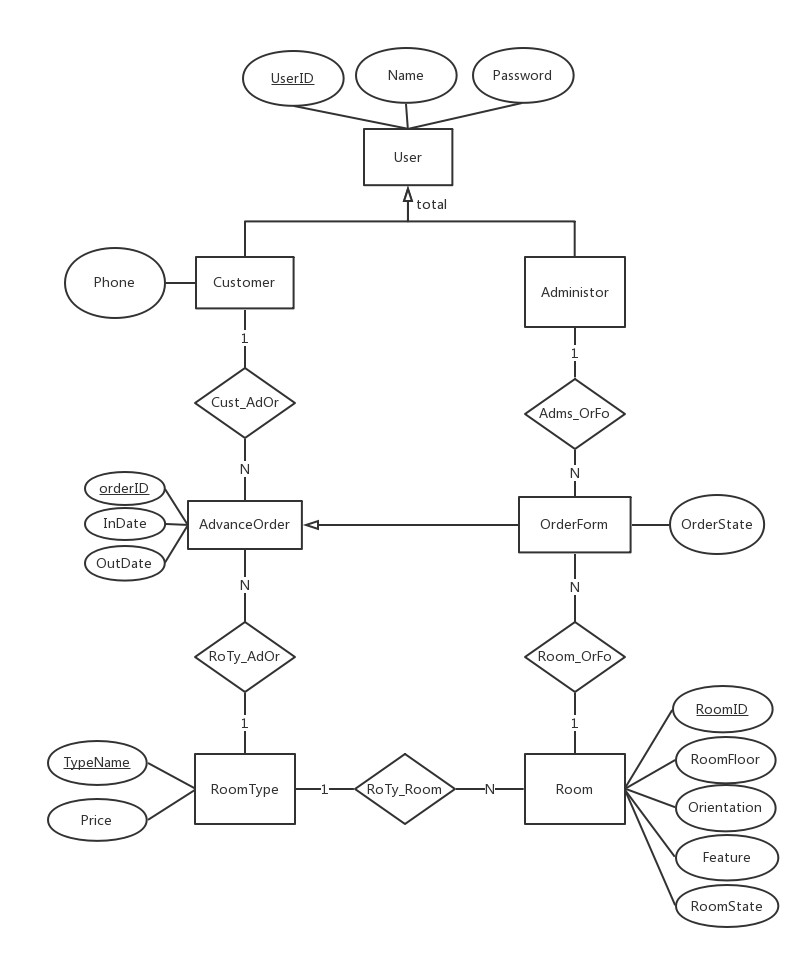 UserID
Name
Password
User
total
Phone
Customer
Administor
1
1
Cust_AdOr
Adms_OrFo
N
N
orderID
InDate
OutDate
AdvanceOrder
OrderForm
OrderState
N
N
RoTy_AdOr
Room_OrFo
1
1
TypeName
Price
RoomType
1
RoTy_Room
N
Room
RoomID
RoomFloor
Orientation
Feature
RoomState